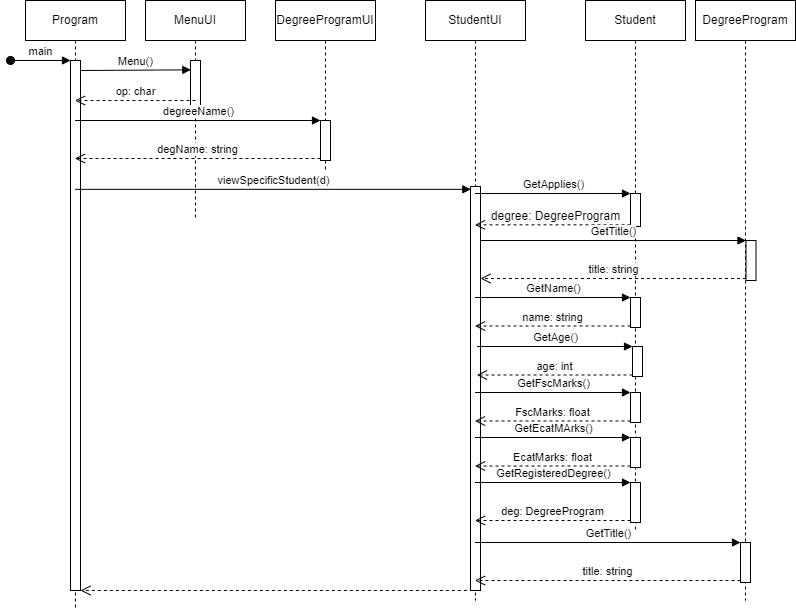 Program
MenuUI
DegreeProgramUI
StudentUI
Student
DegreeProgram
main
Menu()
op: char
degreeName()
degName: string
viewSpecificStudent(d)
GetApplies()
degree: DegreeProgram
GetTitle()
title: string
GetName()
name: string
GetAge()
age: int
GetFscMarks()
FscMarks: float
GetEcatMArks()
EcatMarks: float
GetRegisteredDegree()
deg: DegreeProgram
GetTitle()
title: string